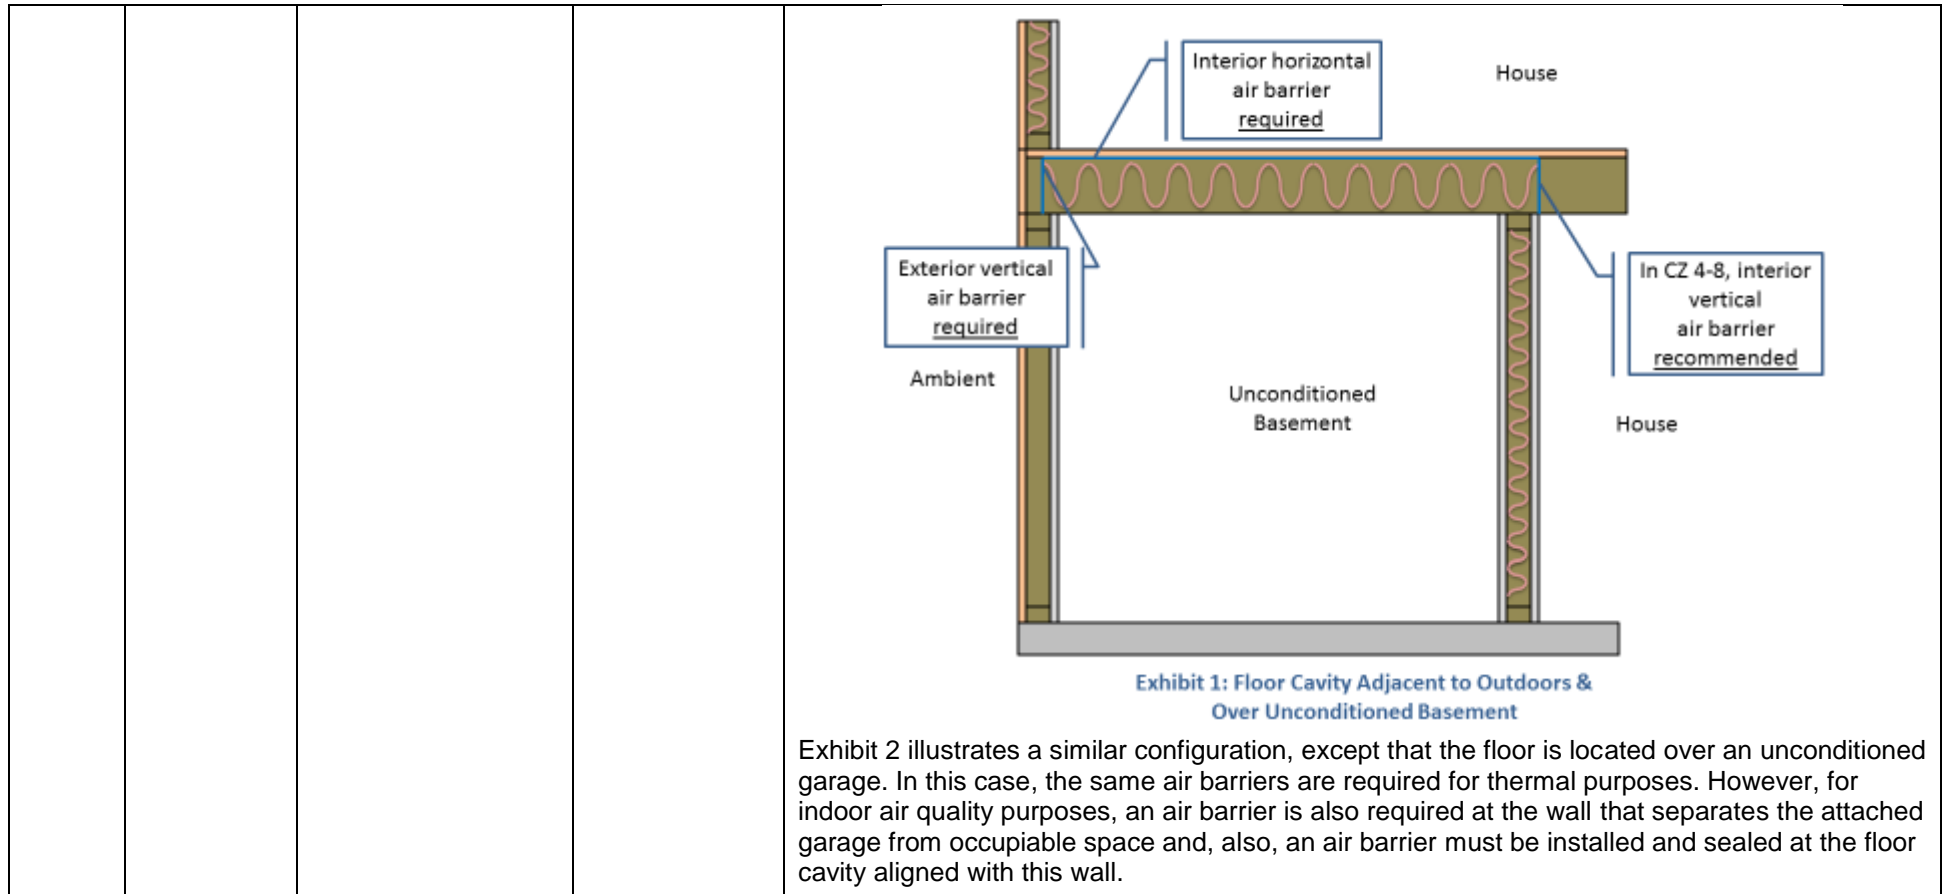 Interior horizontal
air barrier
required
House
Exterior vertical
air barrier
required
In CZ 4-8, interior
vertical
air barrier
recommended
Ambient
Unconditioned
Basement
House
Exhibit 1: Floor Cavity Adjacent to Outdoors &
Over Unconditioned Basement
Exhibit 2 illustrates a similar configuration, except that the floor is located over an unconditioned
garage. In this case, the same air barriers are required for thermal purposes. However, for
indoor air quality purposes, an air barrier is also required at the wall that separates the attached
garage from occupiable space and, also, an air barrier must be installed and sealed at the floor
cavity aligned with this wall.